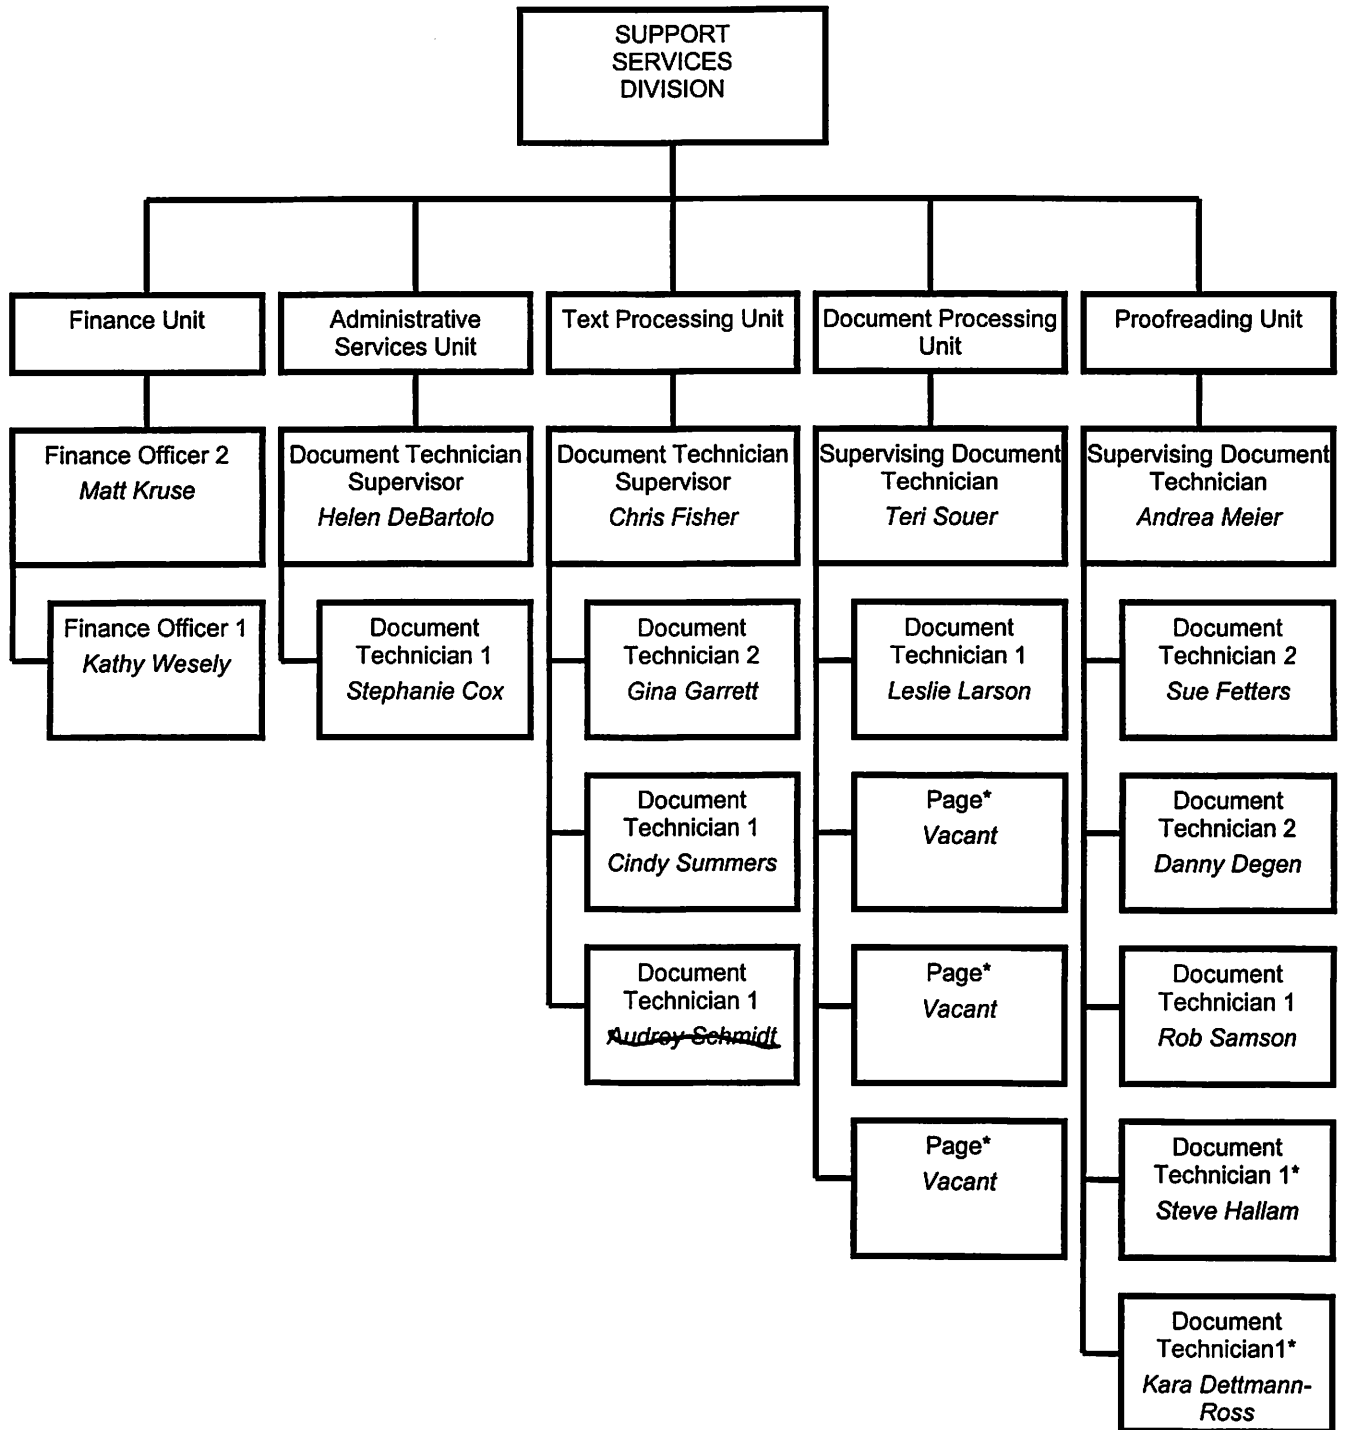 SUPPORT
SERVICES
DIVISION
Finance Unit
Administrative
Services Unit
Text Processing Unit
Document Processing
Unit
Proofreading Unit
Finance Officer 2
Matt Kruse
Document Technician
Supervisor
Helen DeBartolo
Document Technician
Supervisor
Chris Fisher
Supervising Document
Technician
Teri Souer
Supervising Document
Technician
Andrea Meier
Finance Officer 1
Kathy Wesely
Document
Technician 1
Stephanie Cox
Document
Technician 2
Gina Garrett
Document
Technician 1
Leslie Larson
Document
Technician 2
Sue Fetters
Document
Technician 1
Cindy Summers
Page*
Vacant
Document
Technician 2
Danny Degen
Document
Technician 1
Audrey Schmidt
Page*
Vacant
Document
Technician 1
Rob Samson
Page*
Vacant
Document
Technician 1*
Steve Hallam
Document
Technician1*
Kara Dettmann-
Ross